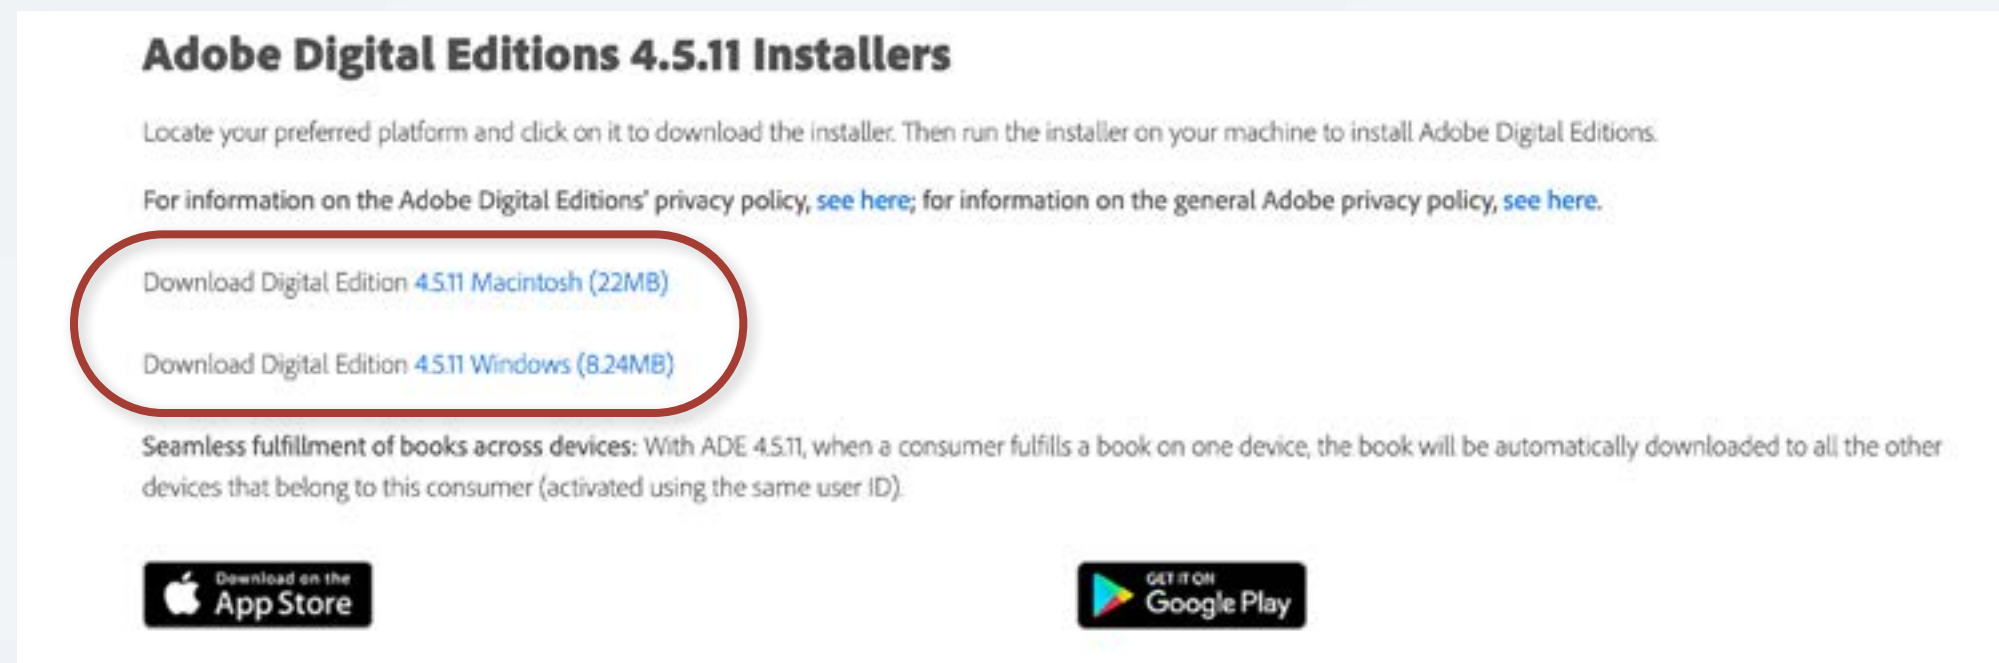 Adobe Digital Editions 4.5.11 Installers
Locate your preferred platform and click on it to download the installer. Then run the installer on your machine to install Adobe Digital Editions.
For information on the Adobe Digital Editions' privacy policy, see here; for information on the general Adobe privacy policy, see here.
Download Digital Edition 4.5.11 Macintosh (22MB)
Download Digital Edition 4.5.11 Windows (8.24MB)
Seamless fulfillment of books across devices: With ADE 4.5.11, when a consumer fulfills a book on one device, the book will be automatically downloaded to all the other
devices that belong to this consumer (activated using the same user ID).
Download on the
App Store
GET IT ON
Google Play